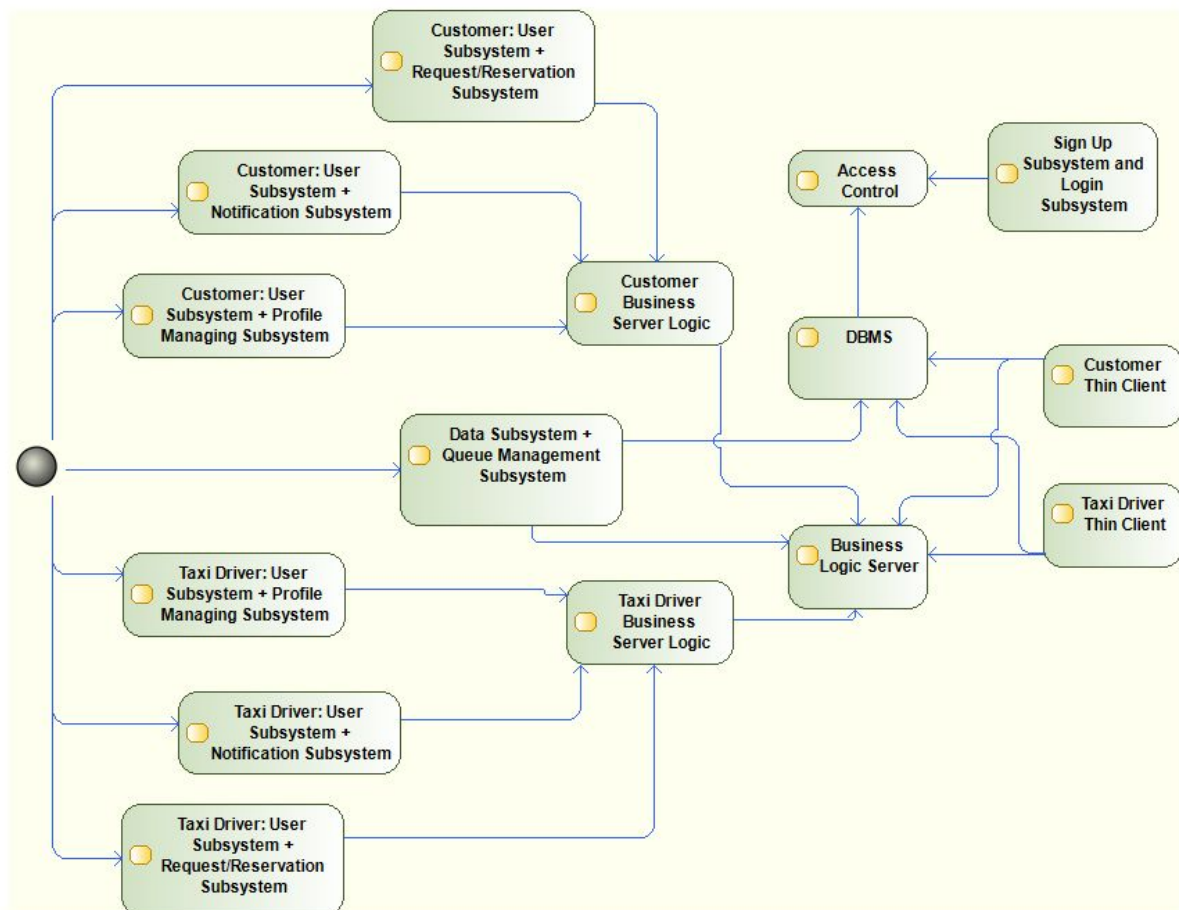 Customer: User
Subsystem +
Request/Reservation
Subsystem
Customer: User
Subsystem +
Notification Subsystem
Customer: User
Subsystem + Profile
Managing Subsystem
Customer
Business
Server Logic
Access
Control
Sign Up
Subsystem and
Login
Subsystem
DBMS
Customer
Thin Client
Data Subsystem +
Queue Management
Subsystem
Taxi Driver
Thin Client
Business
Logic Server
Taxi Driver: User
Subsystem + Profile
Managing Subsystem
Taxi Driver
Business
Server Logic
Taxi Driver: User
Subsystem +
Notification Subsystem
Taxi Driver: User
Subsystem +
Request/Reservation
Subsystem